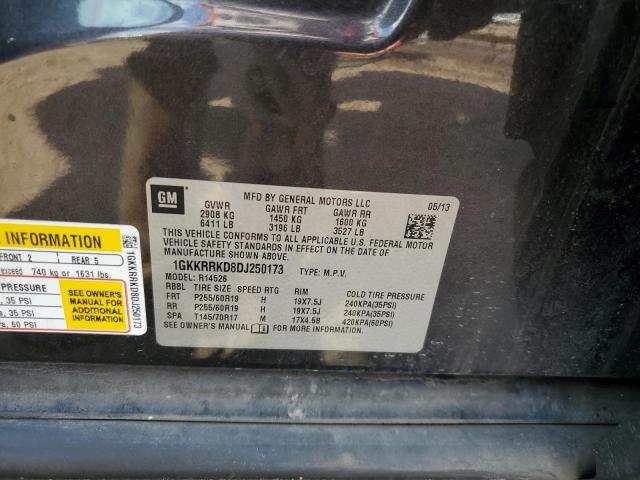 GM
MFD BY GENERAL MOTORS LLC
05/13
GVWR GAWR FRT GAWR RR
2908 KG 1450 KG 1600 KG
6411 LB 3196 LB 3527 LB
THIS VEHICLE CONFORMS TO ALL APPLICABLE U.S. FEDERAL MOTOR
VEHICLE SAFETY STANDARDS IN EFFECT ON THE DATE OF
MANUFACTURE SHOWN ABOVE.
1GKKRRKD8DJ250173 TYPE: M.P.V.
MODEL: R14526
RBBL TIRE SIZE SPEED RTG RIM COLD TIRE PRESSURE
FRT P255/60R19 H 19X7.5J 240KPA(35PSI)
RR P255/60R19 H 19X7.5J 240KPA(35PSI)
SPA T145/70R17 M 17X4.5B 420KPA(60PSI)
SEE OWNER'S MANUAL FOR MORE INFORMATION.
INFORMATION
FRONT 2 REAR 5
exceed 740 kg or 1631 lbs.
PRESSURE
35 PSI
35 PSI
60 PSI
SEE OWNER'S
MANUAL FOR
ADDITIONAL
INFORMATION
1GKKRRKD8DJ250173